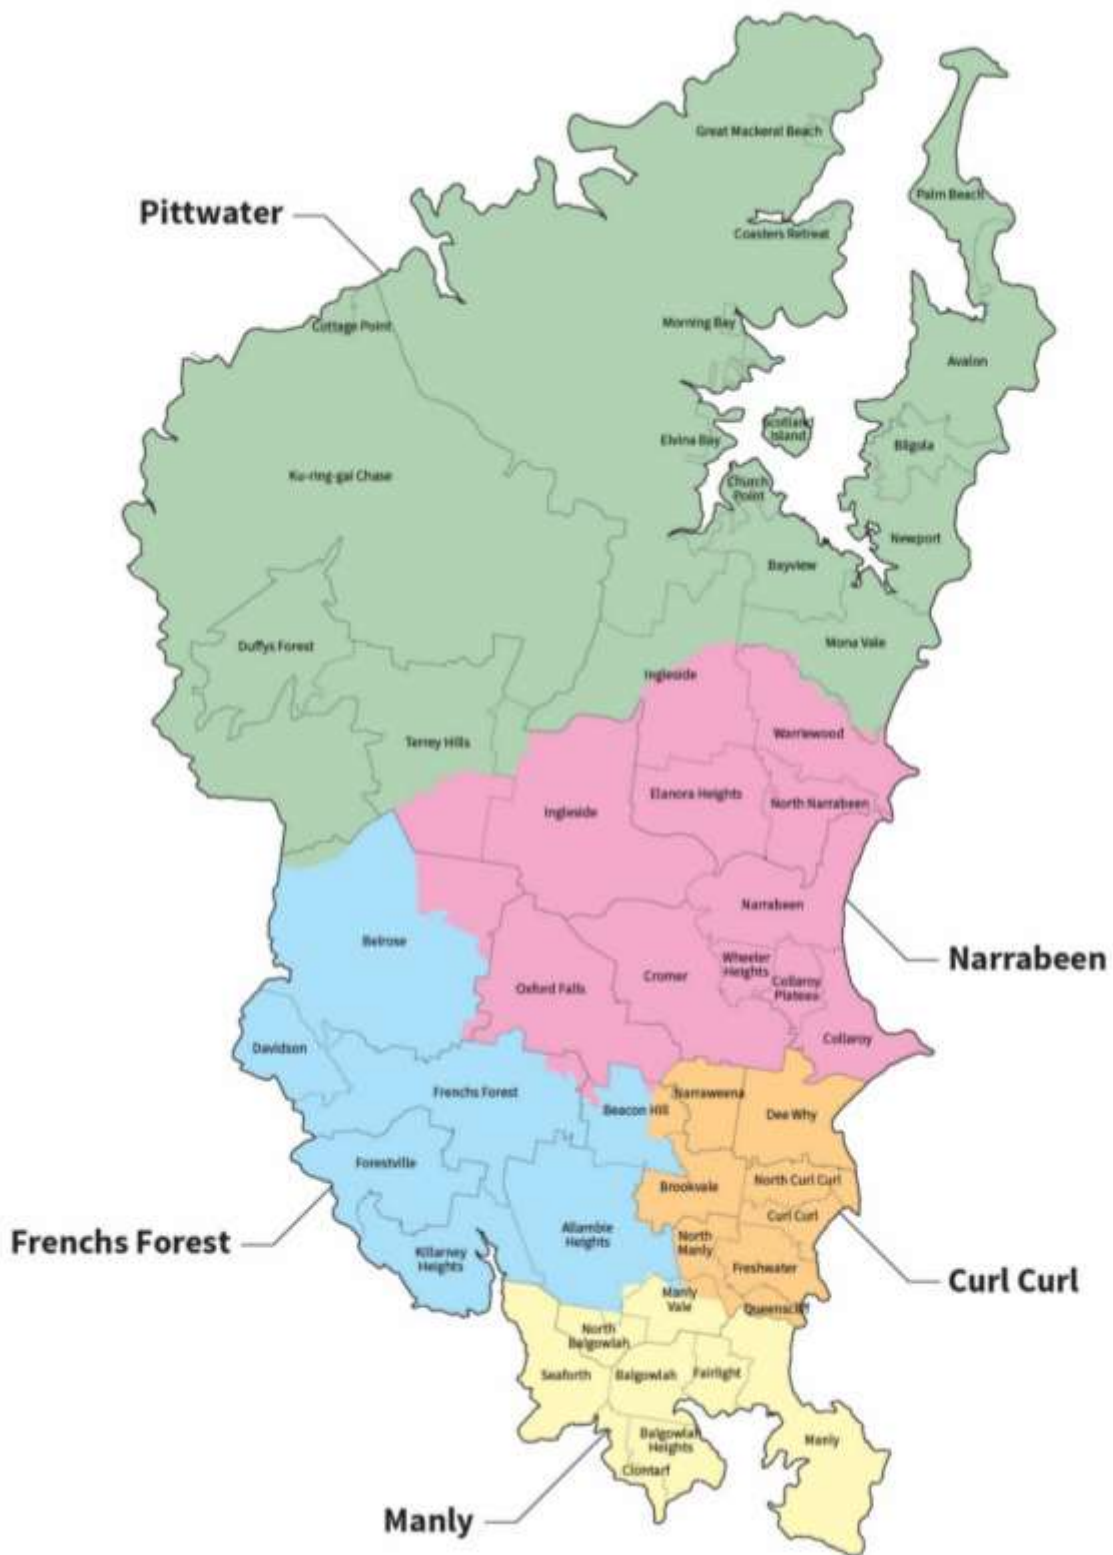 Great Mackeral Beach
Palm Beach
Pittwater
Coasters Retreat
Cottage Point
Morning Bay
Avalon
Scotland
Island
Elvina Bay
Bilgola
Ku-ring-gai Chase
Church
Point
Newport
Bayview
Duffys Forest
Mona Vale
Ingleside
Warriewood
Terrey Hills
Elanora Heights
North Narrabeen
Ingleside
Narrabeen
Belrose
Narrabeen
Wheeler
Heights
Cromer
Collaroy
Plateau
Oxford Falls
Collaroy
Davidson
Frenchs Forest
Narraweena
Beacon Hill
Dee Why
Forestville
North Curl Curl
Brookvale
Curl Curl
Allambie
Heights
North
Manly
Frenchs Forest
Killarney
Heights
Freshwater
Curl Curl
Manly
Vale
Queenscliff
North
Balgowlah
Seaforth
Balgowlah
Fairlight
Balgowlah
Heights
Manly
Clontarf
Manly